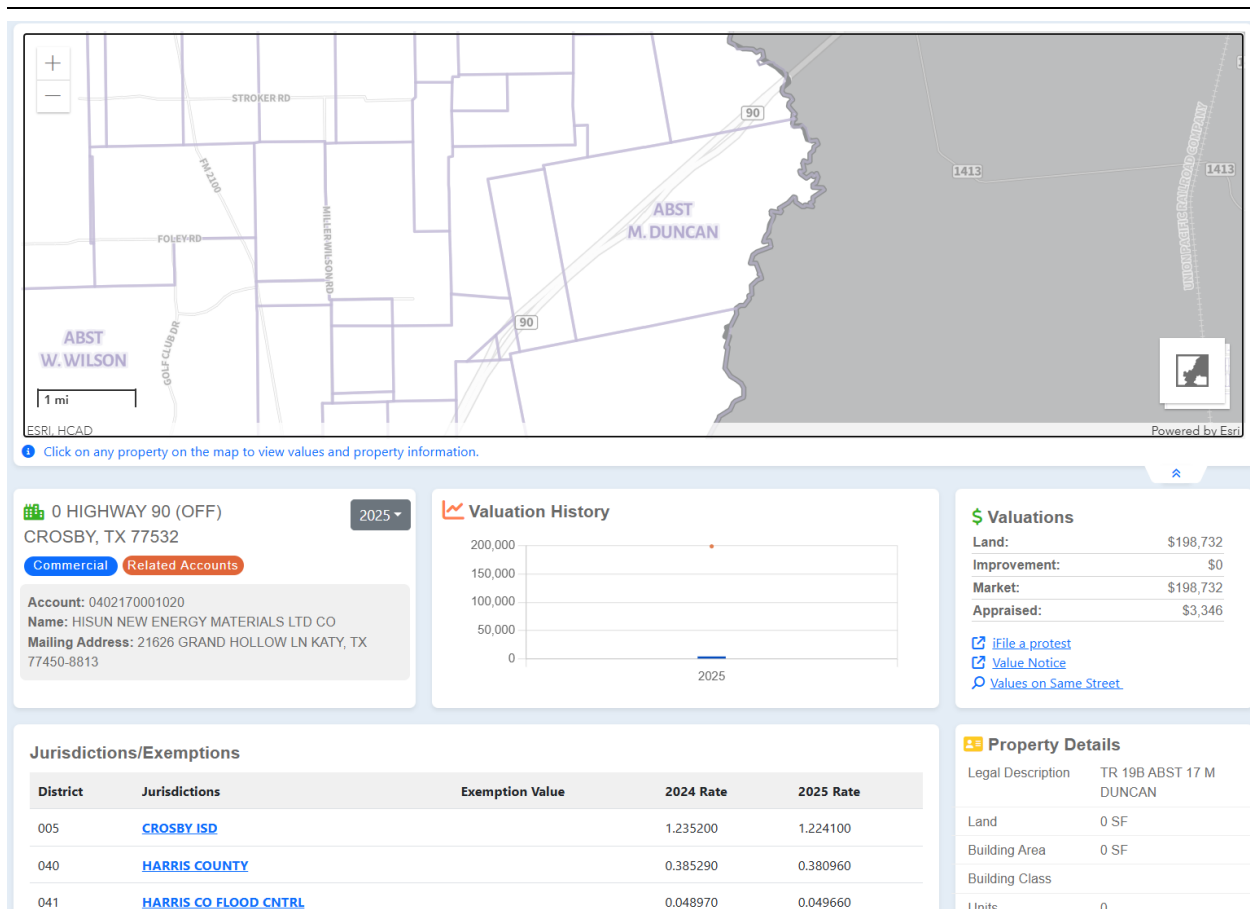 +
−
STROKER RD
90
FM 2100
1413
1413
UNION PACIFIC RAILROAD COMPANY
ABST
M. DUNCAN
MILLER WILSON RD
FOLEY RD
90
ABST
W. WILSON
GOLF CLUB DR
1 mi
ESRI, HCAD
Powered by Esri
Click on any property on the map to view values and property information.
0 HIGHWAY 90 (OFF)
CROSBY, TX 77532
2025
Commercial Related Accounts
Account: 0402170001020
Name: HISUN NEW ENERGY MATERIALS LTD CO
Mailing Address: 21626 GRAND HOLLOW LN KATY, TX
77450-8813
Valuation History
200,000
150,000
100,000
50,000
0
2025
$ Valuations
Land: $198,732
Improvement: $0
Market: $198,732
Appraised: $3,346
iFile a protest
Value Notice
Values on Same Street
Jurisdictions/Exemptions
District Jurisdictions Exemption Value 2024 Rate 2025 Rate
005 CROSBY ISD 1.235200 1.224100
040 HARRIS COUNTY 0.385290 0.380960
041 HARRIS CO FLOOD CNTRL 0.048970 0.049660
Property Details
Legal Description TR 19B ABST 17 M
DUNCAN
Land 0 SF
Building Area 0 SF
Building Class
Units 0